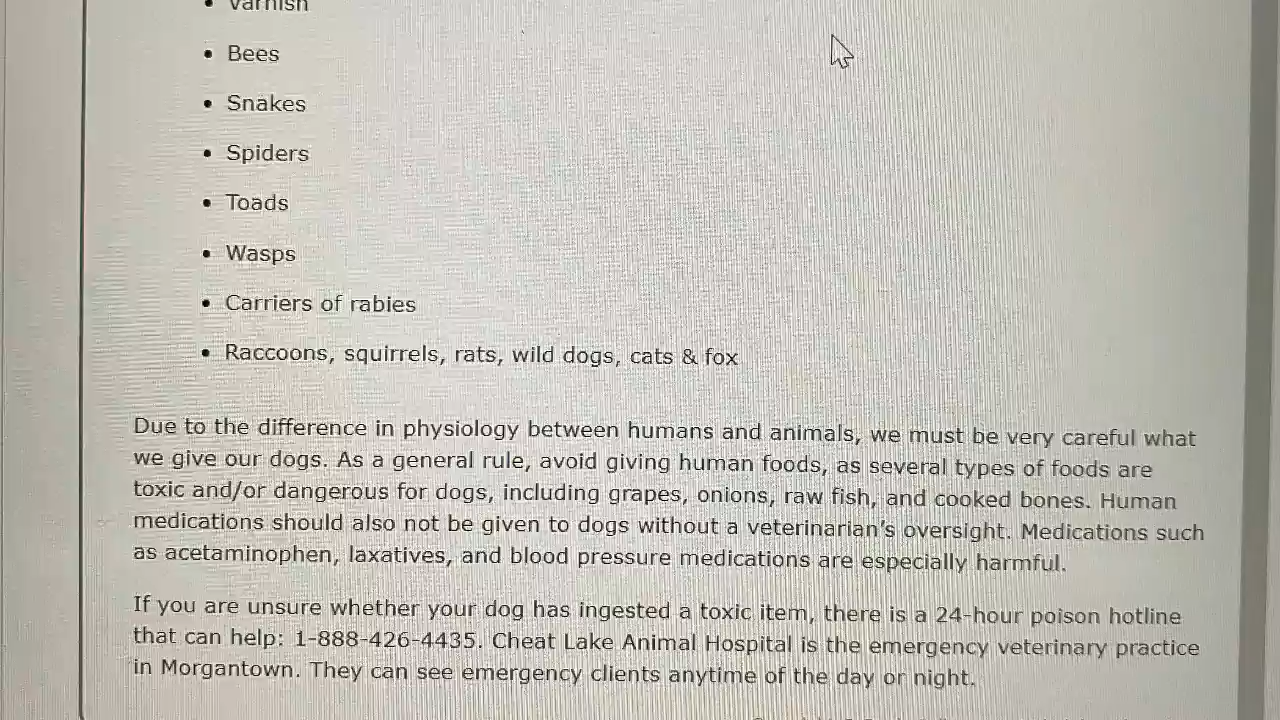 • Varnish
• Bees
• Snakes
• Spiders
• Toads
• Wasps
• Carriers of rabies
• Raccoons, squirrels, rats, wild dogs, cats & fox
Due to the difference in physiology between humans and animals, we must be very careful what
we give our dogs. As a general rule, avoid giving human foods, as several types of foods are
toxic and/or dangerous for dogs, including grapes, onions, raw fish, and cooked bones. Human
medications should also not be given to dogs without a veterinarian’s oversight. Medications such
as acetaminophen, laxatives, and blood pressure medications are especially harmful.
If you are unsure whether your dog has ingested a toxic item, there is a 24-hour poison hotline
that can help: 1-888-426-4435. Cheat Lake Animal Hospital is the emergency veterinary practice
in Morgantown. They can see emergency clients anytime of the day or night.